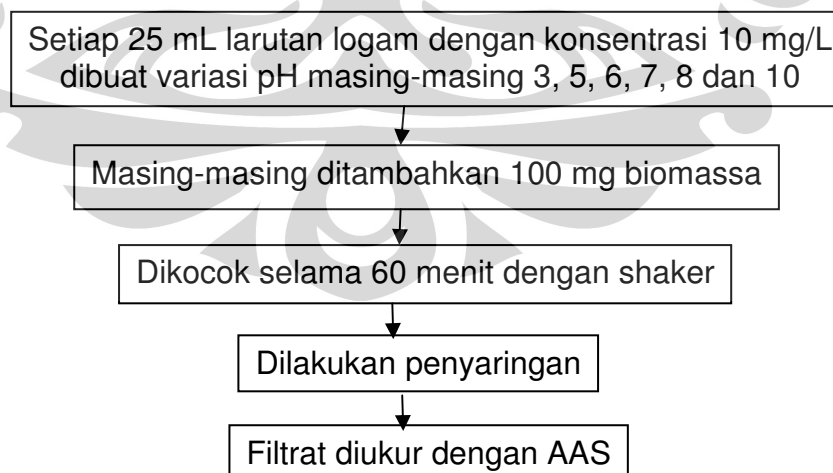 Setiap 25 mL larutan logam dengan konsentrasi 10 mg/L
dibuat variasi pH masing-masing 3, 5, 6, 7, 8 dan 10
Masing-masing ditambahkan 100 mg biomassa
Dikocok selama 60 menit dengan shaker
Dilakukan penyaringan
Filtrat diukur dengan AAS